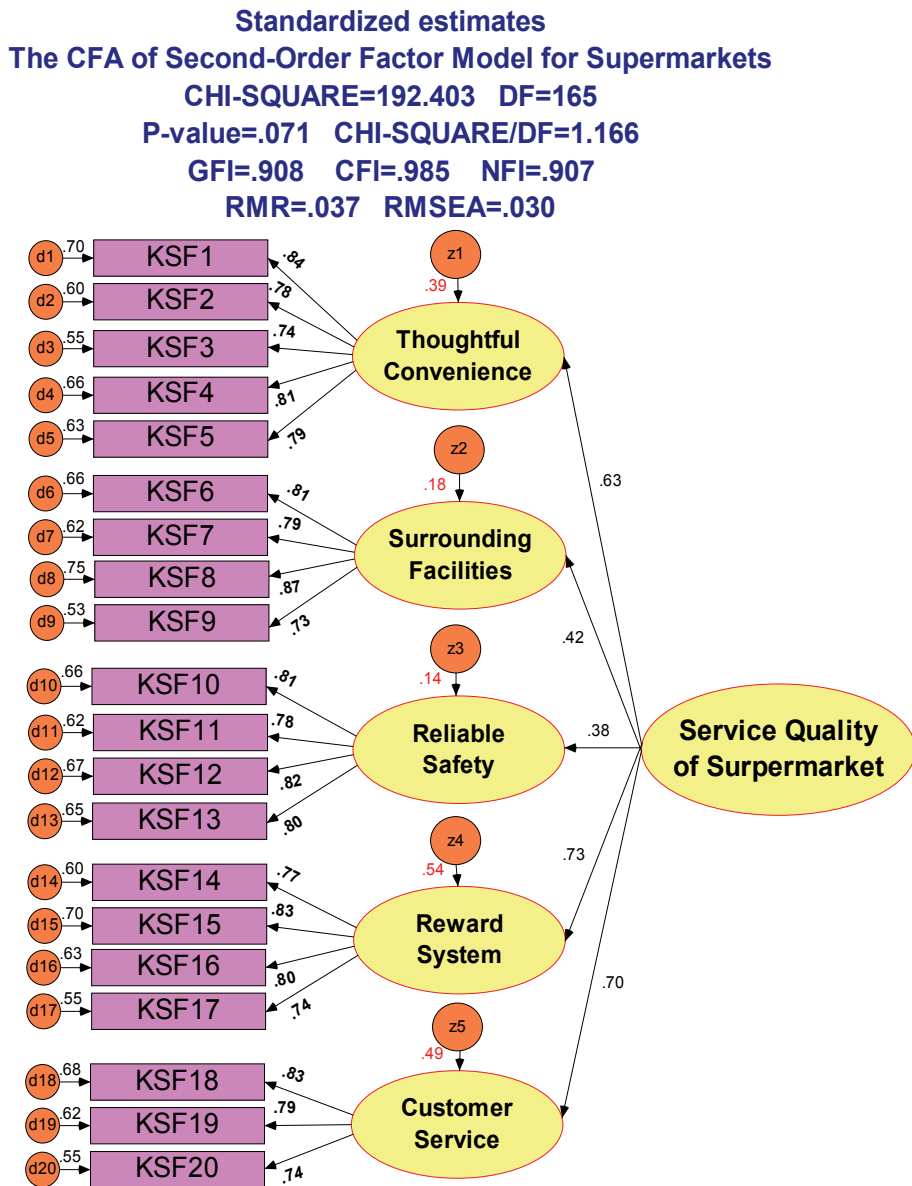 Standardized estimates
The CFA of Second-Order Factor Model for Supermarkets
CHI-SQUARE=192.403 DF=165
P-value=.071 CHI-SQUARE/DF=1.166
GFI=.908 CFI=.985 NFI=.907
RMR=.037 RMSEA=.030
d1 .70 KSF1 .84
d2 .60 KSF2 .78
d3 .55 KSF3 .74
d4 .66 KSF4 .81
d5 .63 KSF5 .79
z1
.39
Thoughtful
Convenience
.63
d6 .66 KSF6 .81
d7 .62 KSF7 .79
d8 .75 KSF8 .87
d9 .53 KSF9 .73
z2
.18
Surrounding
Facilities
.42
d10 .66 KSF10 .81
d11 .62 KSF11 .78
d12 .67 KSF12 .82
d13 .65 KSF13 .80
z3
.14
Reliable
Safety
.38
Service Quality
of Surpermarket
d14 .60 KSF14 .77
d15 .70 KSF15 .83
d16 .63 KSF16 .80
d17 .55 KSF17 .74
z4
.54
Reward
System
.73
d18 .68 KSF18 .83
d19 .62 KSF19 .79
d20 .55 KSF20 .74
z5
.49
Customer
Service
.70